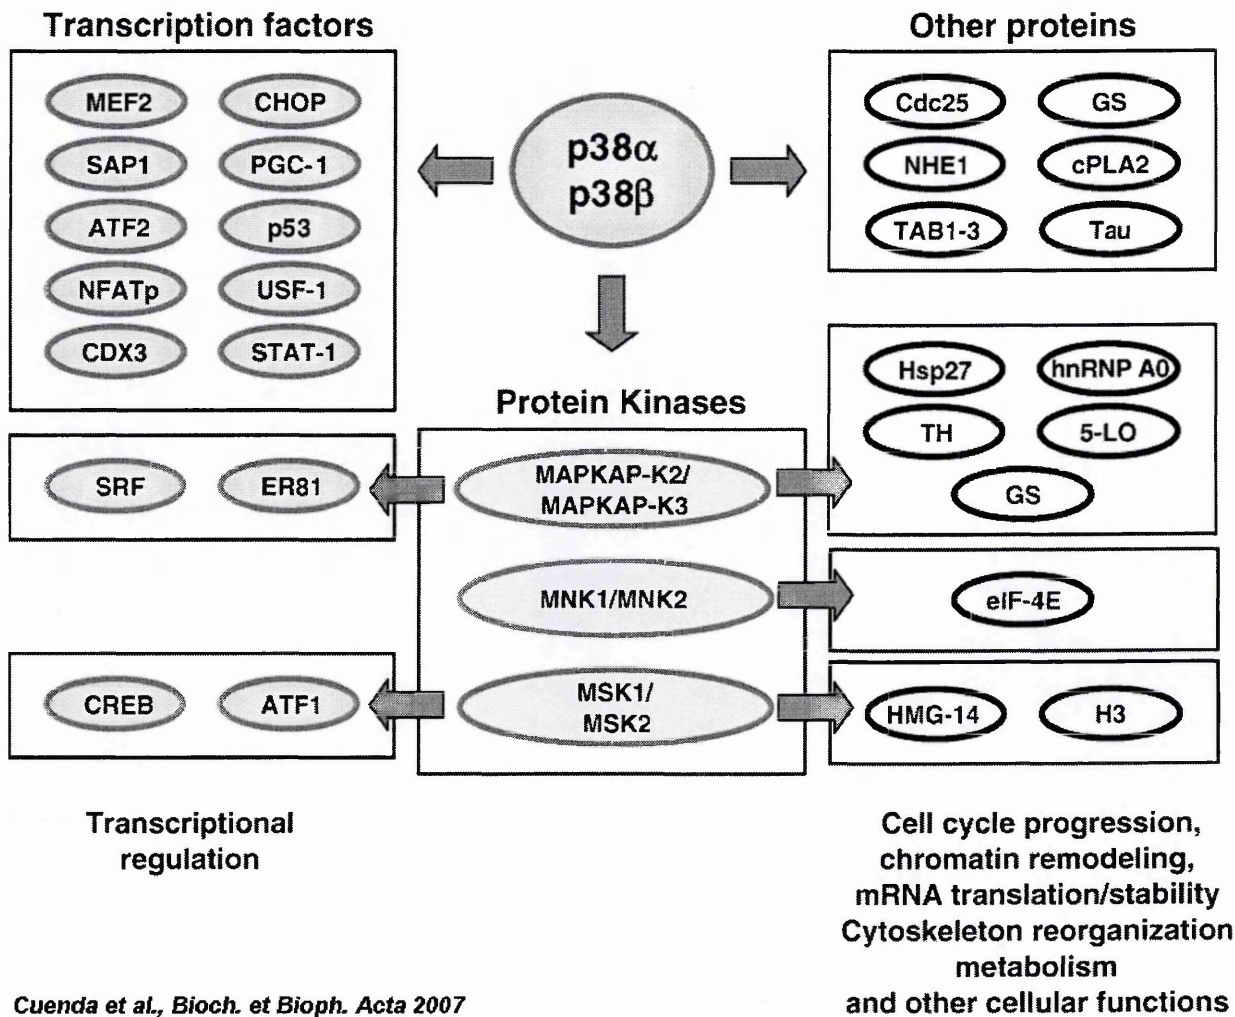 Transcription factors
MEF2
CHOP
SAP1
PGC-1
ATF2
p53
NFATp
USF-1
CDX3
STAT-1
p38α
p38β
Other proteins
Cdc25
GS
NHE1
cPLA2
TAB1-3
Tau
Protein Kinases
SRF
ER81
MAPKAP-K2/
MAPKAP-K3
Hsp27
hnRNP A0
TH
5-LO
GS
MNK1/MNK2
eIF-4E
CREB
ATF1
MSK1/
MSK2
HMG-14
H3
Transcriptional
regulation
Cell cycle progression,
chromatin remodeling,
mRNA translation/stability
Cytoskeleton reorganization
metabolism
and other cellular functions
Cuenda et al., Bioch. et Bioph. Acta 2007